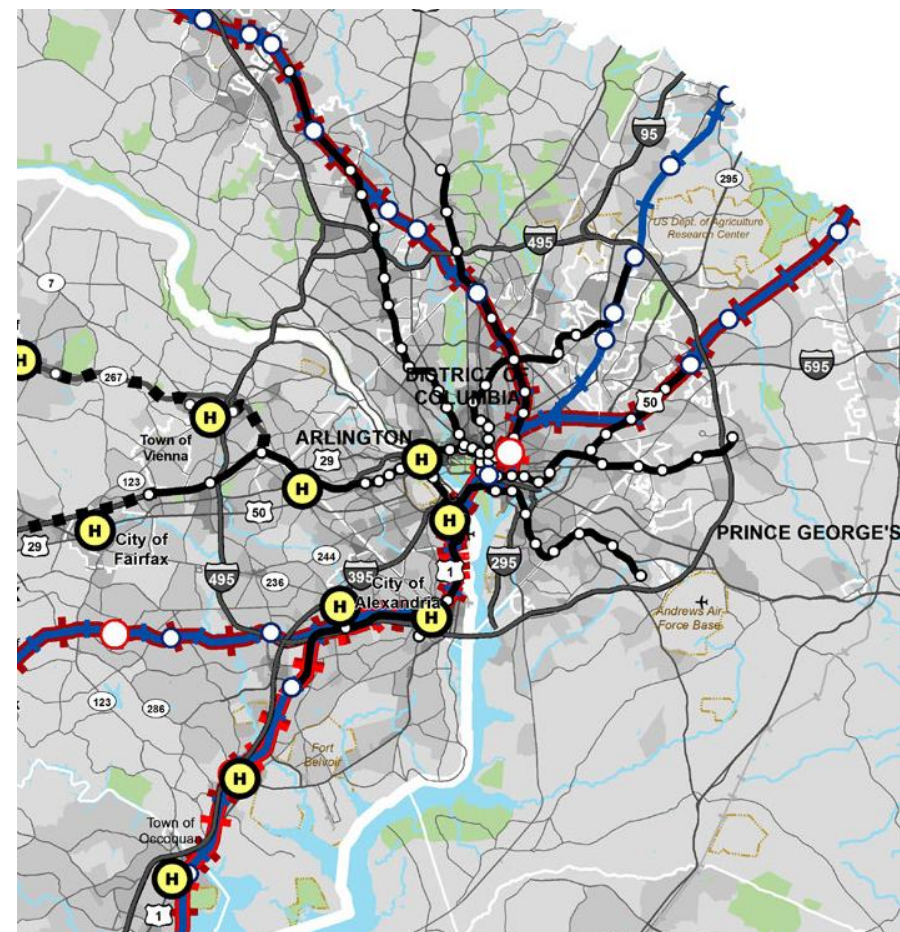 95
295
US Dept. of Agriculture
Research Center
495
7
595
267
DISTRICT OF
COLUMBIA
50
H
H
Town of
Vienna
ARLINGTON
29
H
123
H
50
H
H
City of
Fairfax
29
PRINCE GEORGE'S
244
495
236
395
1
295
City of
Alexandria
H
H
Andrews Air
Force Base
123
286
Fort
Belvoir
H
Town of
Occoquan
H
1